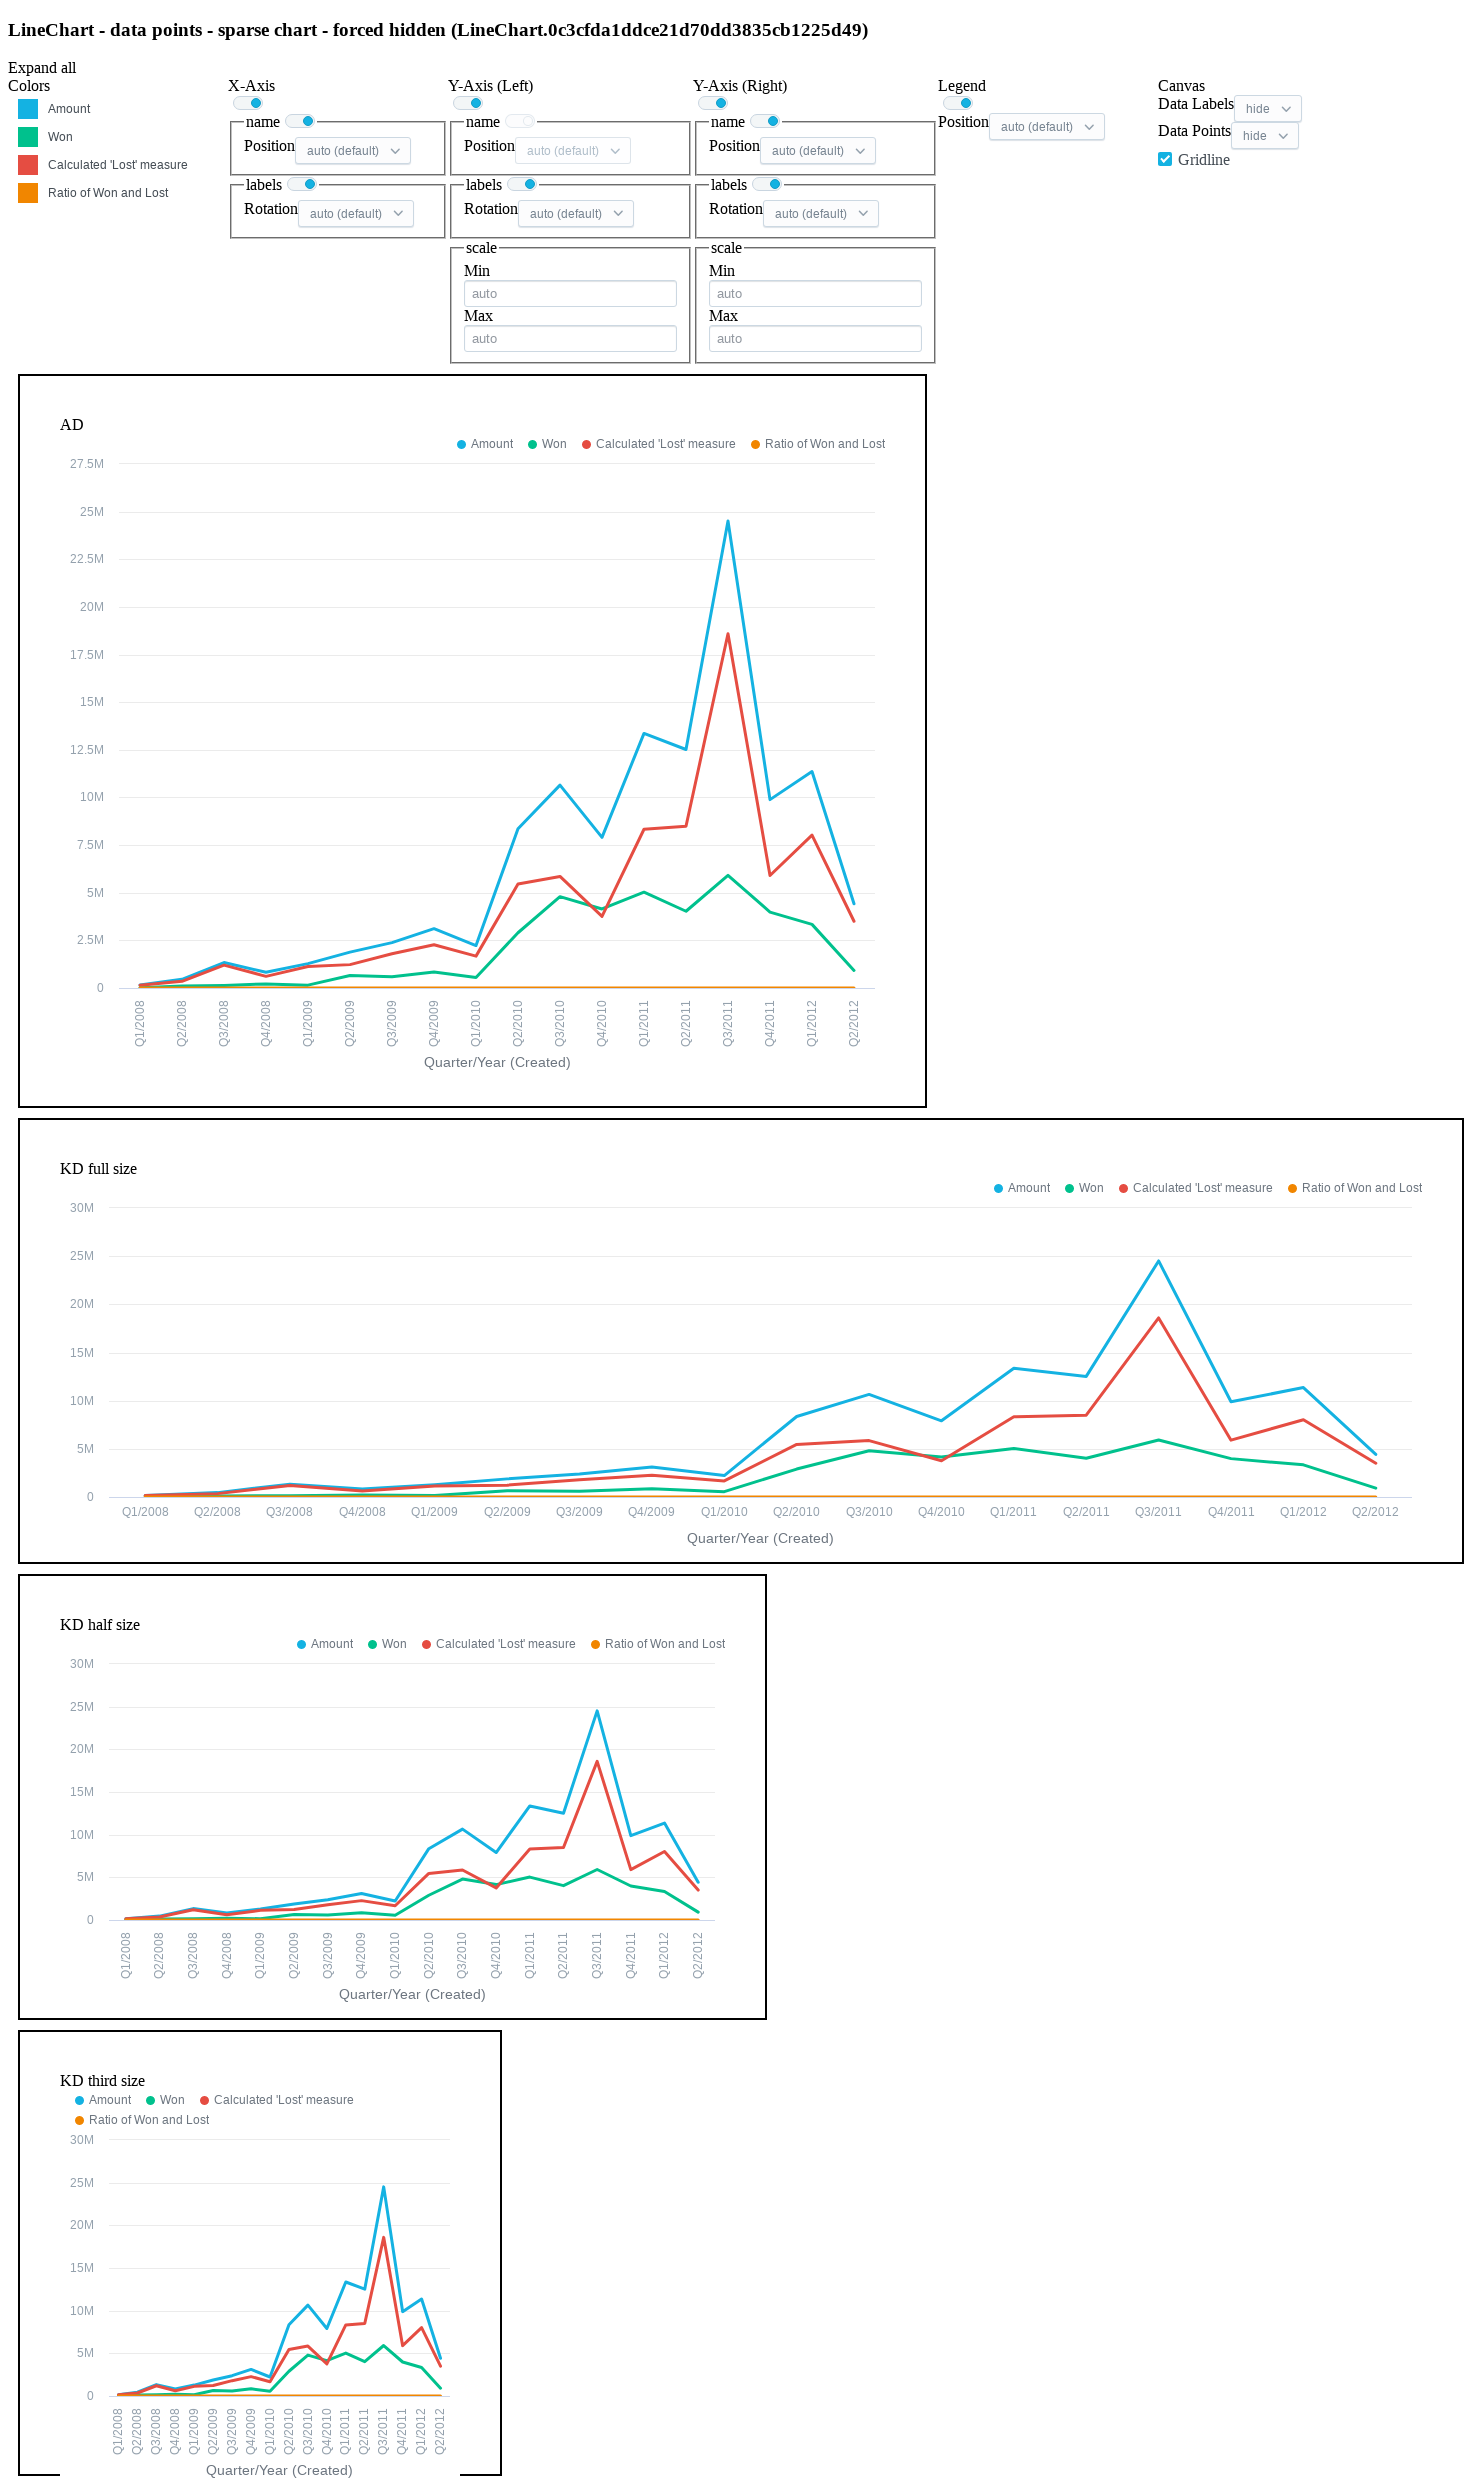 LineChart - data points - sparse chart - forced hidden (LineChart.0c3cfda1ddce21d70dd3835cb1225d49)
Expand all
Colors
Amount
Won
Calculated 'Lost' measure
Ratio of Won and Lost
X-Axis
name
Position auto (default)
labels
Rotation auto (default)
Y-Axis (Left)
name
Position auto (default)
labels
Rotation auto (default)
scale
Min
auto
Max
auto
Y-Axis (Right)
name
Position auto (default)
labels
Rotation auto (default)
scale
Min
auto
Max
auto
Legend
Position auto (default)
Canvas
Data Labels hide
Data Points hide
Gridline
AD
Amount Won Calculated 'Lost' measure Ratio of Won and Lost
27.5M
25M
22.5M
20M
17.5M
15M
12.5M
10M
7.5M
5M
2.5M
0
Q1/2008 Q2/2008 Q3/2008 Q4/2008 Q1/2009 Q2/2009 Q3/2009 Q4/2009 Q1/2010 Q2/2010 Q3/2010 Q4/2010 Q1/2011 Q2/2011 Q3/2011 Q4/2011 Q1/2012 Q2/2012
Quarter/Year (Created)
KD full size
Amount Won Calculated 'Lost' measure Ratio of Won and Lost
30M
25M
20M
15M
10M
5M
0
Q1/2008 Q2/2008 Q3/2008 Q4/2008 Q1/2009 Q2/2009 Q3/2009 Q4/2009 Q1/2010 Q2/2010 Q3/2010 Q4/2010 Q1/2011 Q2/2011 Q3/2011 Q4/2011 Q1/2012 Q2/2012
Quarter/Year (Created)
KD half size
Amount Won Calculated 'Lost' measure Ratio of Won and Lost
30M
25M
20M
15M
10M
5M
0
Q1/2008 Q2/2008 Q3/2008 Q4/2008 Q1/2009 Q2/2009 Q3/2009 Q4/2009 Q1/2010 Q2/2010 Q3/2010 Q4/2010 Q1/2011 Q2/2011 Q3/2011 Q4/2011 Q1/2012 Q2/2012
Quarter/Year (Created)
KD third size
Amount Won Calculated 'Lost' measure
Ratio of Won and Lost
30M
25M
20M
15M
10M
5M
0
Q1/2008 Q2/2008 Q3/2008 Q4/2008 Q1/2009 Q2/2009 Q3/2009 Q4/2009 Q1/2010 Q2/2010 Q3/2010 Q4/2010 Q1/2011 Q2/2011 Q3/2011 Q4/2011 Q1/2012 Q2/2012
Quarter/Year (Created)